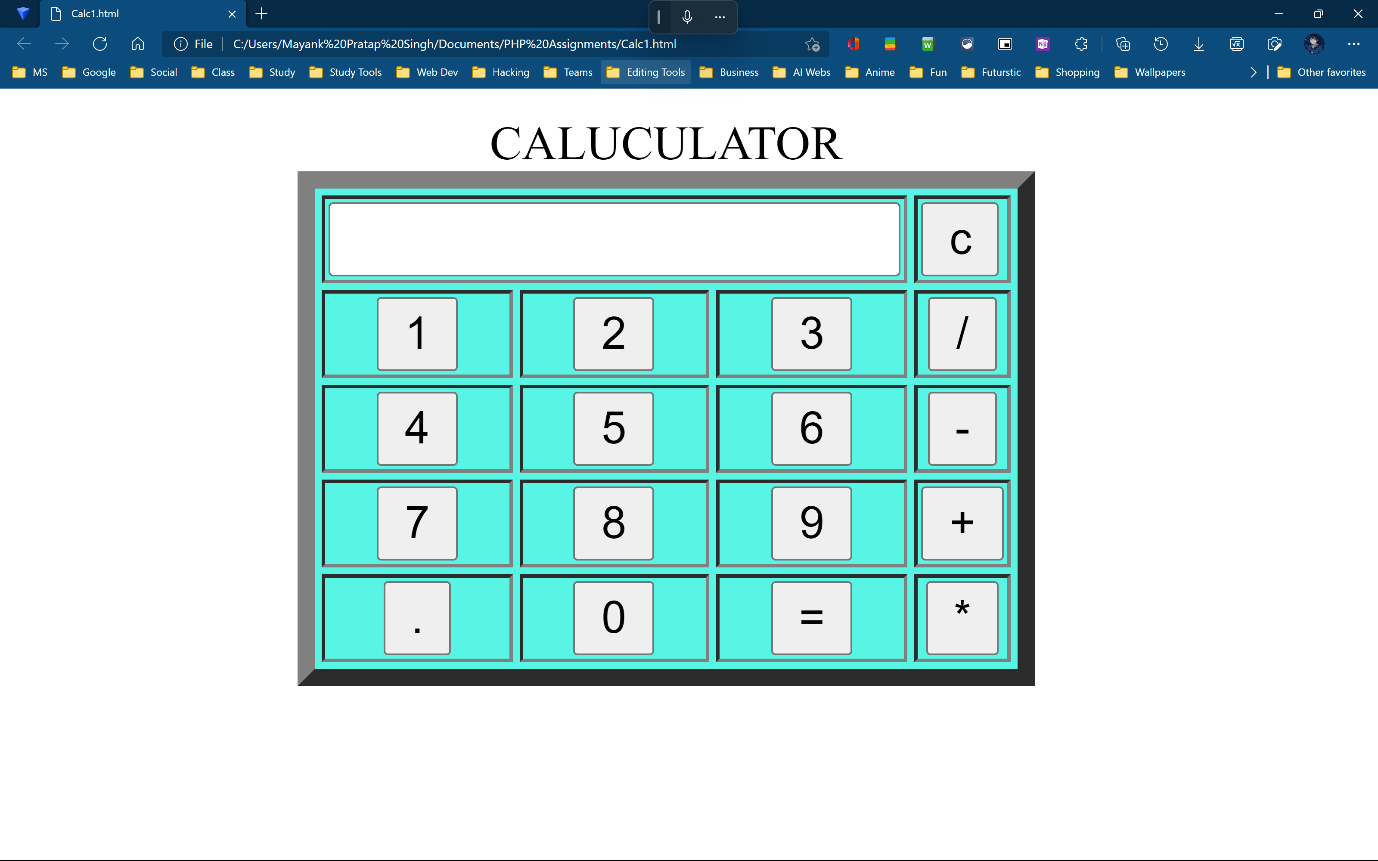 Calc1.html
File C:/Users/Mayank%20Pratap%20Singh/Documents/PHP%20Assignments/Calc1.html
MS Google Social Class Study Study Tools Web Dev Hacking Teams Editing Tools Business AI Webs Anime Fun Futurstic Shopping Wallpapers Other favorites
CALUCULATOR
c
1 2 3 /
4 5 6 -
7 8 9 +
. 0 = *